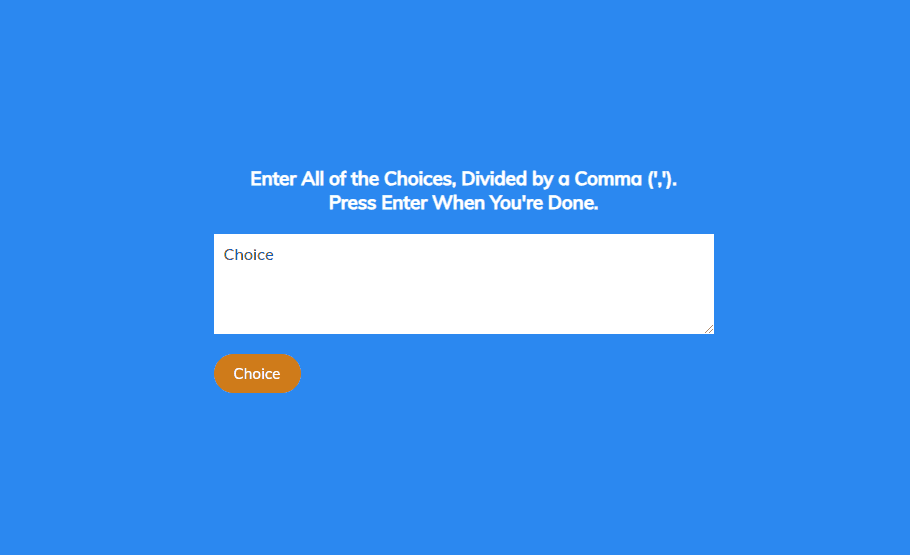 Enter All of the Choices, Divided by a Comma (',').
Press Enter When You're Done.
Choice
Choice